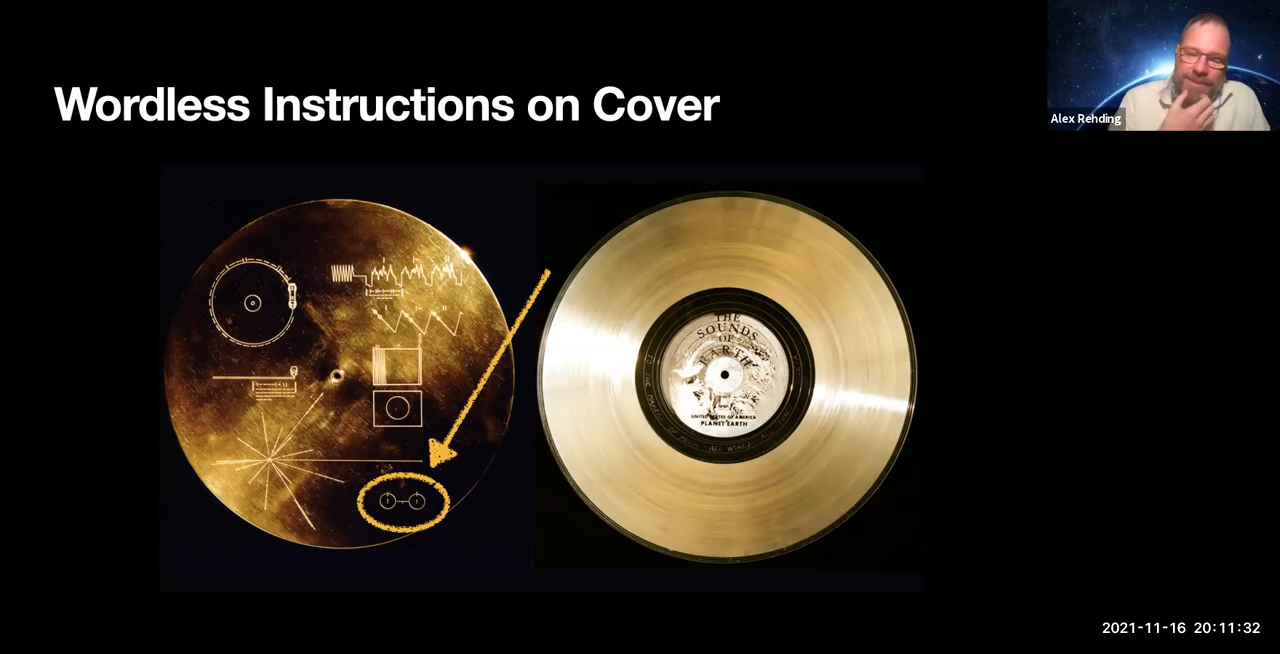 Wordless Instructions on Cover
Alex Rehding
THE
SOUNDS
OF
EARTH
UNITED STATES OF AMERICA
PLANET EARTH
2021-11-16 20:11:32